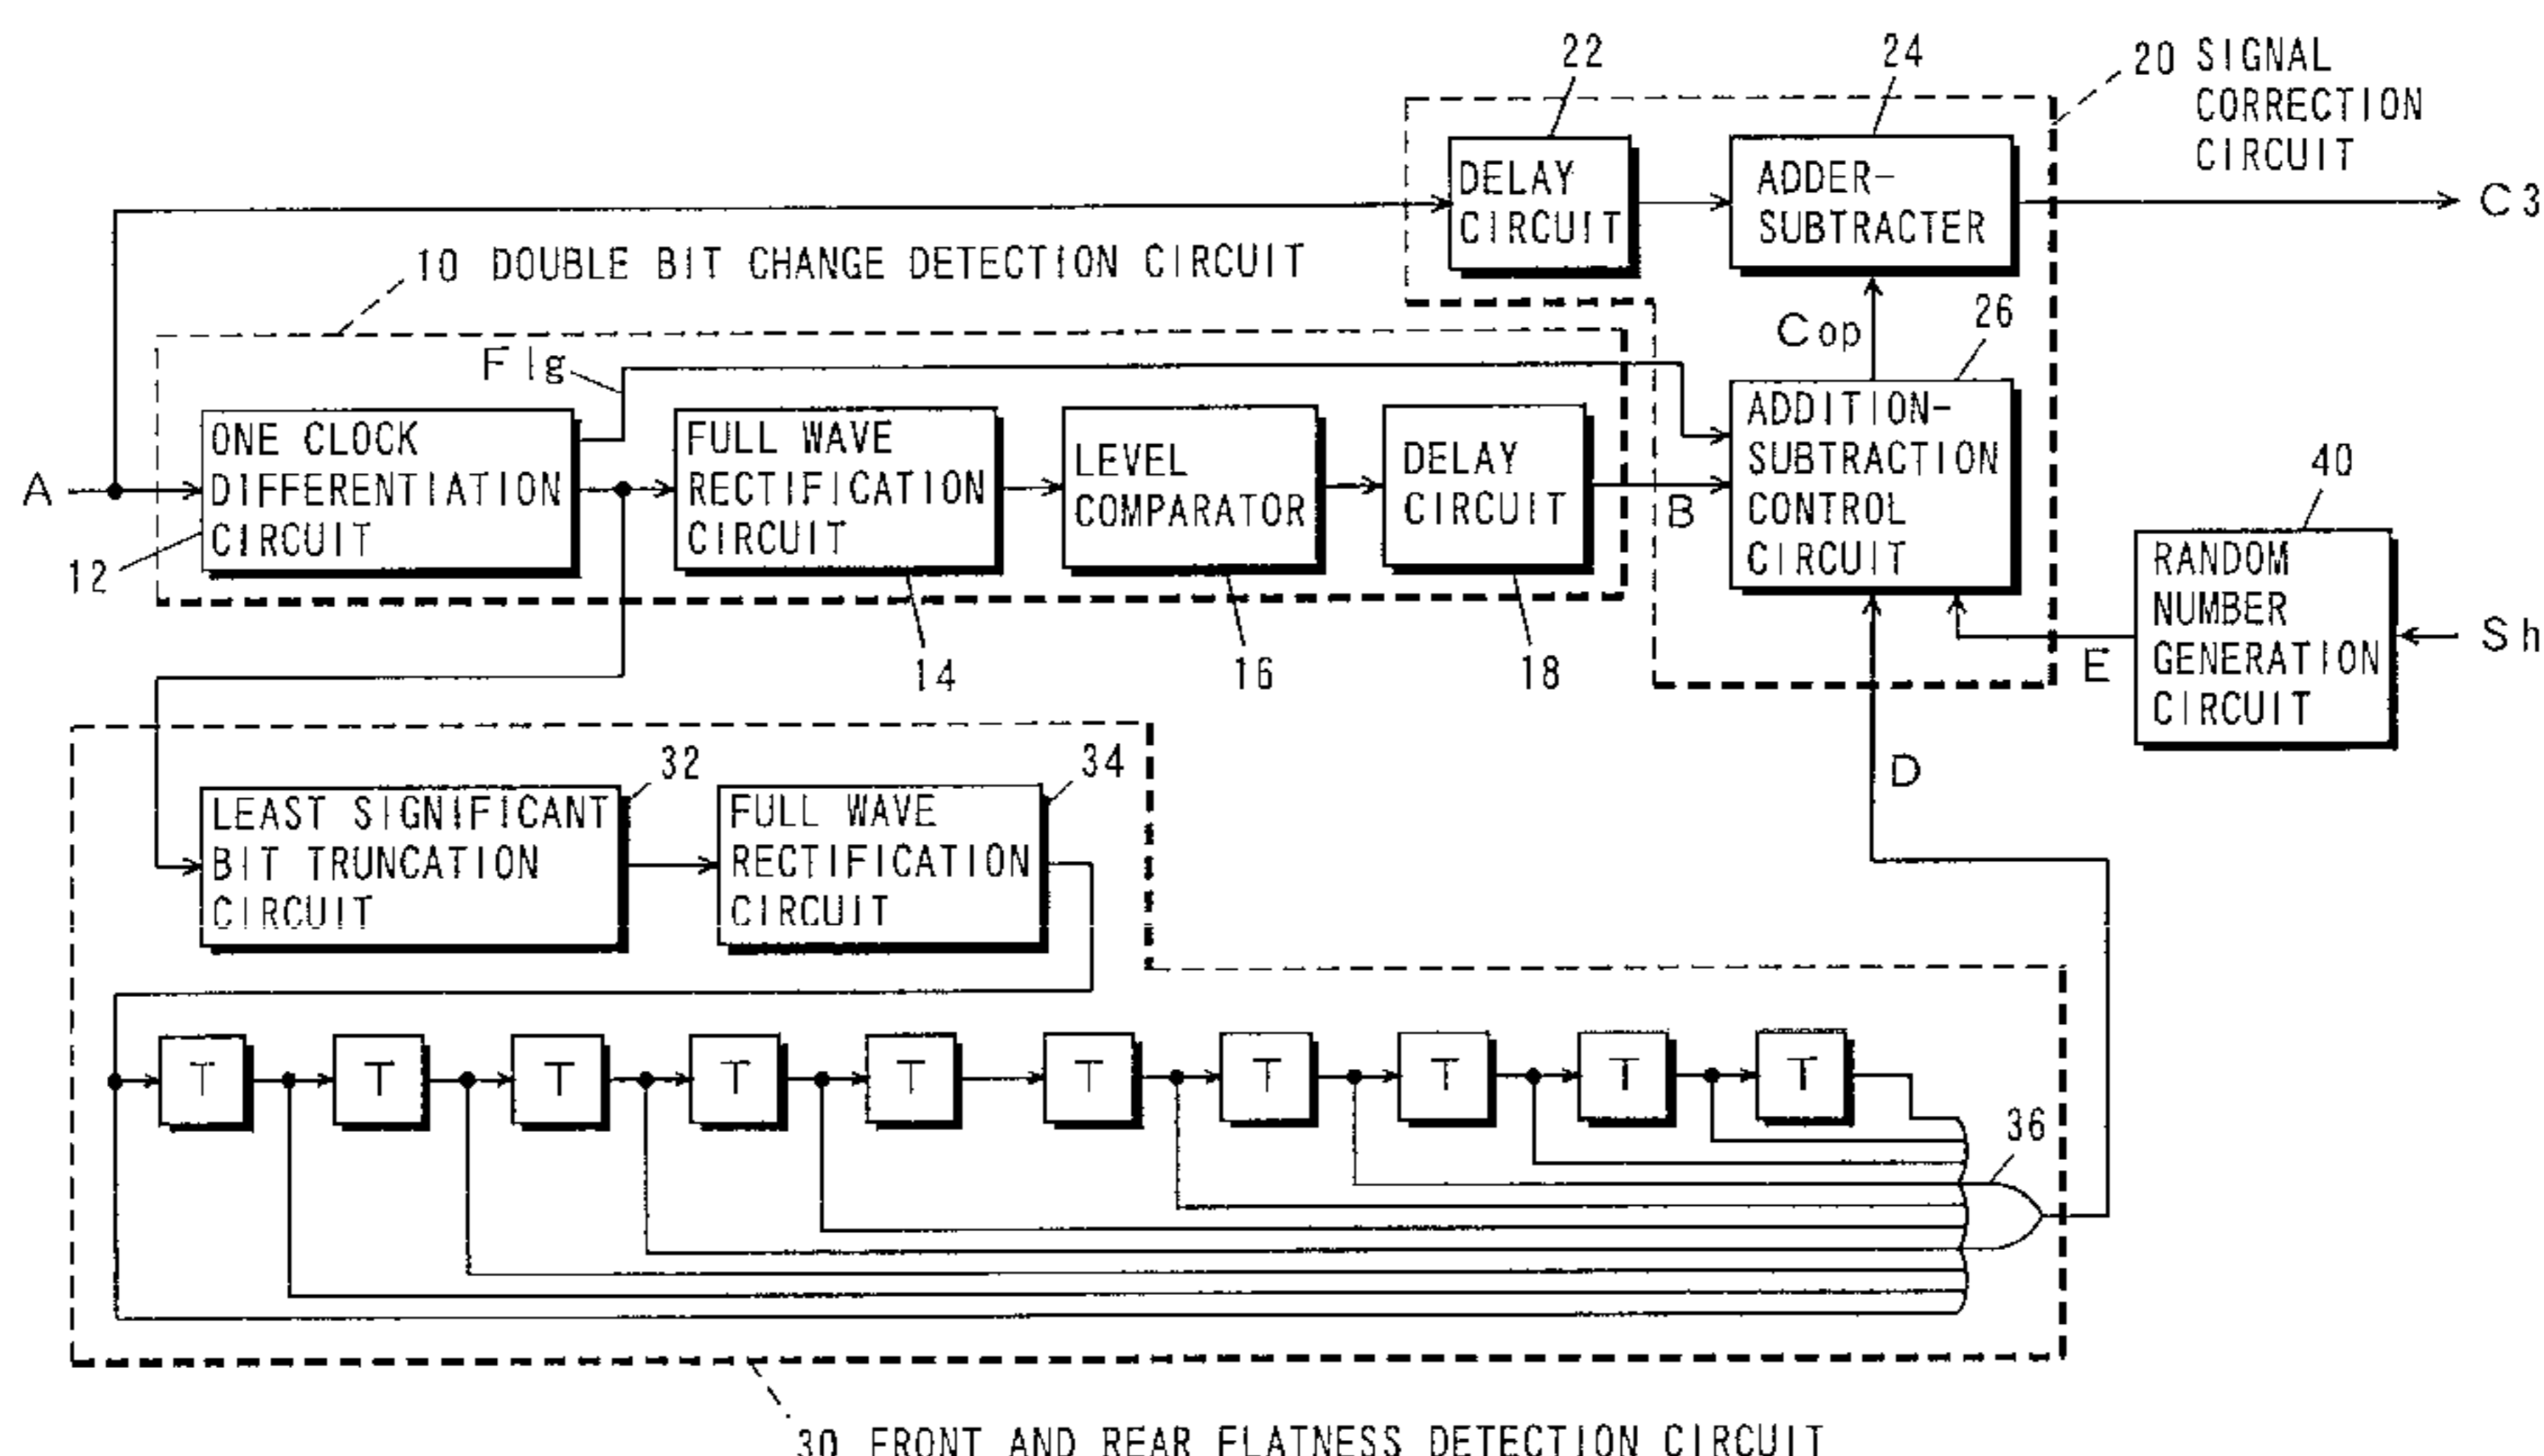 22
24
20 SIGNAL
CORRECTION
CIRCUIT
DELAY
CIRCUIT
ADDER-
SUBTRACTER
C3
10 DOUBLE BIT CHANGE DETECTION CIRCUIT
Cop
26
Flg
A
ONE CLOCK
DIFFERENTIATION
CIRCUIT
FULL WAVE
RECTIFICATION
CIRCUIT
LEVEL
COMPARATOR
DELAY
CIRCUIT
B
ADDITION-
SUBTRACTION
CONTROL
CIRCUIT
40
RANDOM
NUMBER
GENERATION
CIRCUIT
Sh
12
14
16
18
E
D
32
34
LEAST SIGNIFICANT
BIT TRUNCATION
CIRCUIT
FULL WAVE
RECTIFICATION
CIRCUIT
T
T
T
T
T
T
T
T
T
T
36
30 FRONT AND REAR FLATNESS DETECTION CIRCUIT